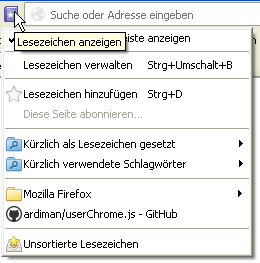 Suche oder Adresse eingeben
iste anzeigen
Lesezeichen anzeigen
Lesezeichen verwalten Strg+Umschalt+B
Lesezeichen hinzufügen Strg+D
Diese Seite abonnieren...
Kürzlich als Lesezeichen gesetzt
Kürzlich verwendete Schlagwörter
Mozilla Firefox
ardiman/userChrome.js - GitHub
Unsortierte Lesezeichen